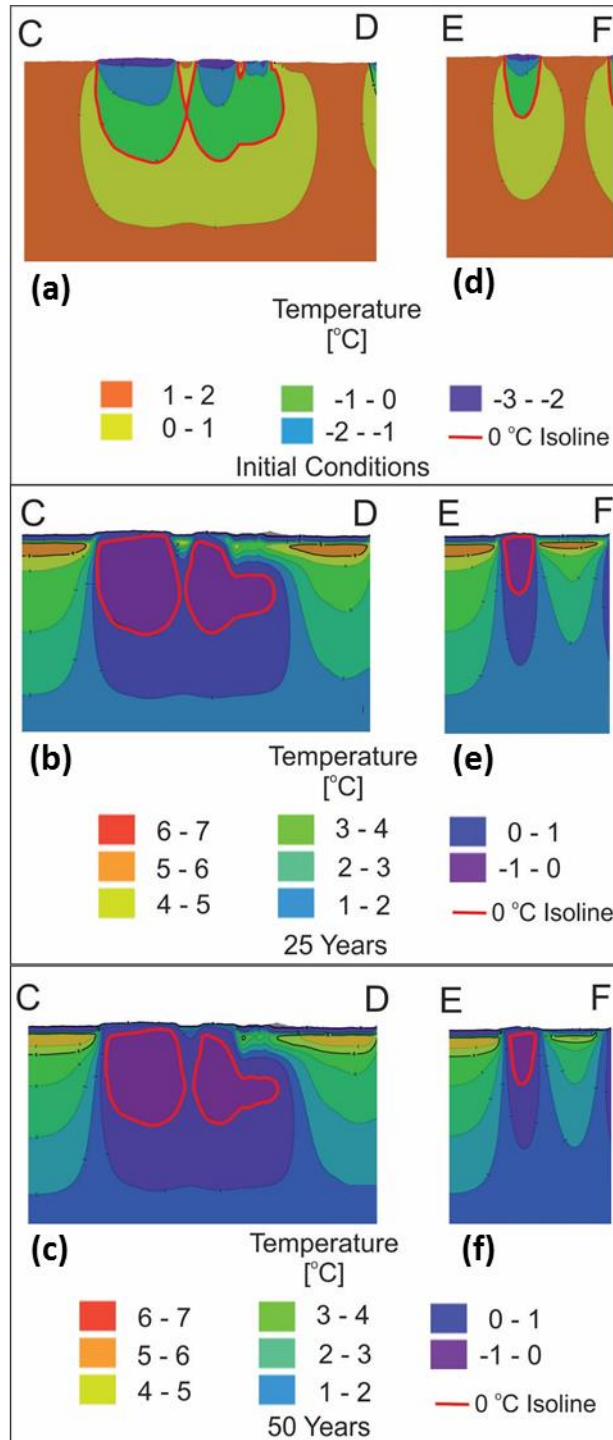 C D E F
(a) (d)
Temperature
[°C]
1 - 2 -1 - 0 -3 - -2
0 - 1 -2 - -1 0 °C Isoline
Initial Conditions
C D E F
(b) (e)
Temperature
[°C]
6 - 7 3 - 4 0 - 1
5 - 6 2 - 3 -1 - 0
4 - 5 1 - 2 0 °C Isoline
25 Years
C D E F
(c) (f)
Temperature
[°C]
6 - 7 3 - 4 0 - 1
5 - 6 2 - 3 -1 - 0
4 - 5 1 - 2 0 °C Isoline
50 Years